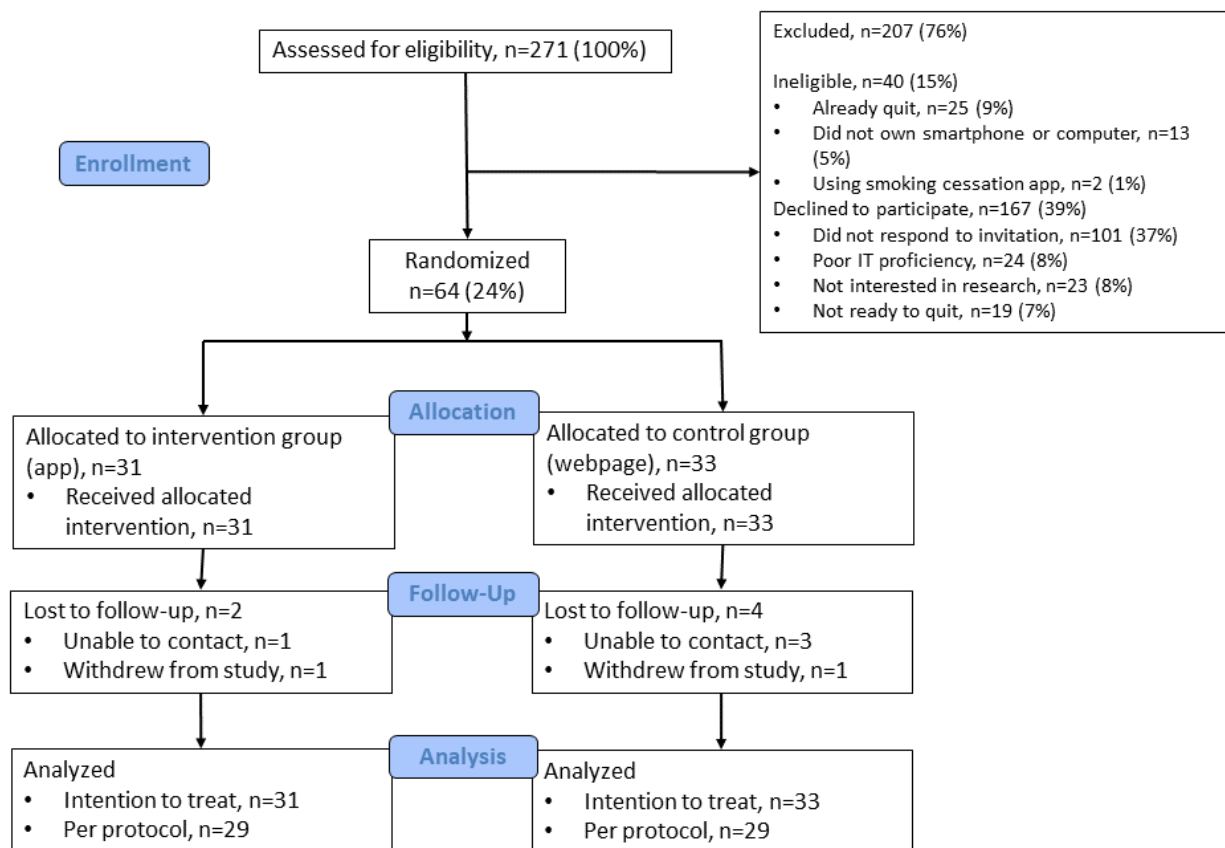 Assessed for eligibility, n=271 (100%)
Excluded, n=207 (76%)
Ineligible, n=40 (15%)
• Already quit, n=25 (9%)
• Did not own smartphone or computer, n=13
(5%)
• Using smoking cessation app, n=2 (1%)
Declined to participate, n=167 (39%)
• Did not respond to invitation, n=101 (37%)
• Poor IT proficiency, n=24 (8%)
• Not interested in research, n=23 (8%)
• Not ready to quit, n=19 (7%)
Enrollment
Randomized
n=64 (24%)
Allocation
Allocated to intervention group
(app), n=31
• Received allocated
intervention, n=31
Allocated to control group
(webpage), n=33
• Received allocated
intervention, n=33
Follow-Up
Lost to follow-up, n=2
• Unable to contact, n=1
• Withdrew from study, n=1
Lost to follow-up, n=4
• Unable to contact, n=3
• Withdrew from study, n=1
Analysis
Analyzed
• Intention to treat, n=31
• Per protocol, n=29
Analyzed
• Intention to treat, n=33
• Per protocol, n=29